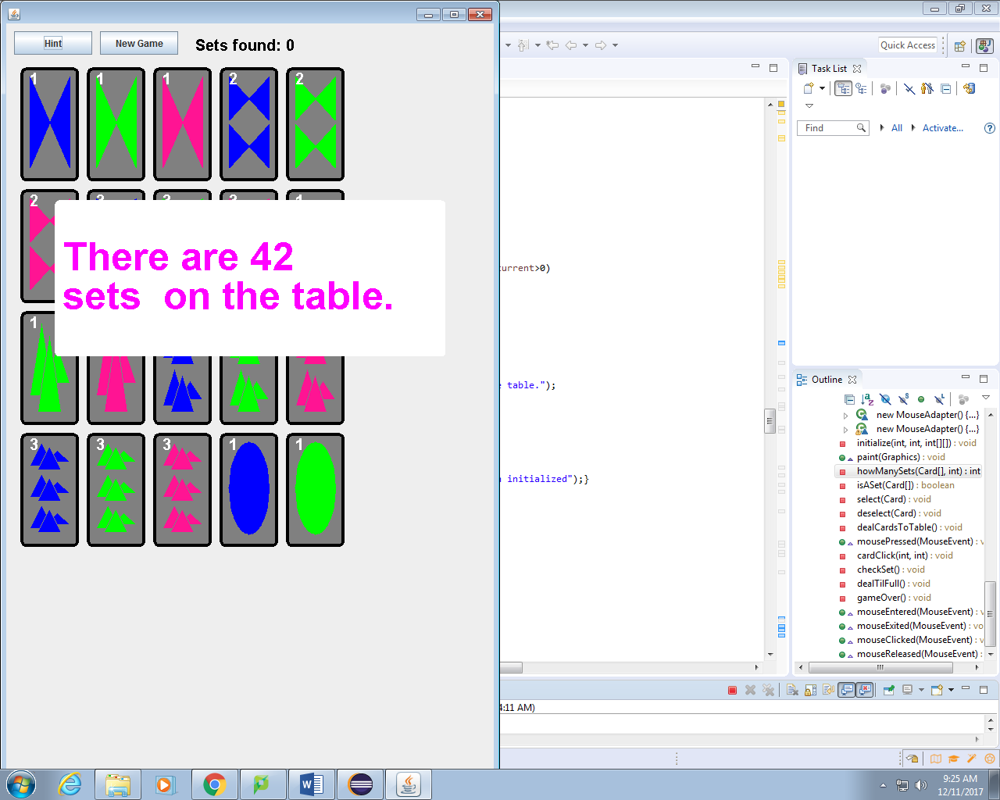 Hint
New Game
Sets found: 0
1
1
1
2
2
2
1
There are 42
sets  on the table.
1
3
3
3
1
1
Quick Access
Task List
Find
All
Activate...
current>0)
table.");
initialized");}
4:11 AM)
Outline
new MouseAdapter() {...}
new MouseAdapter() {...}
initialize(int, int, int[][]) : void
paint(Graphics) : void
howManySets(Card[], int) : int
isASet(Card[]) : boolean
select(Card) : void
deselect(Card) : void
dealCardsToTable() : void
mousePressed(MouseEvent) : v
cardClick(int, int) : void
checkSet() : void
dealTilFull() : void
gameOver() : void
mouseEntered(MouseEvent) : v
mouseExited(MouseEvent) : vo
mouseClicked(MouseEvent) : v
mouseReleased(MouseEvent) :
9:25 AM
12/11/2017